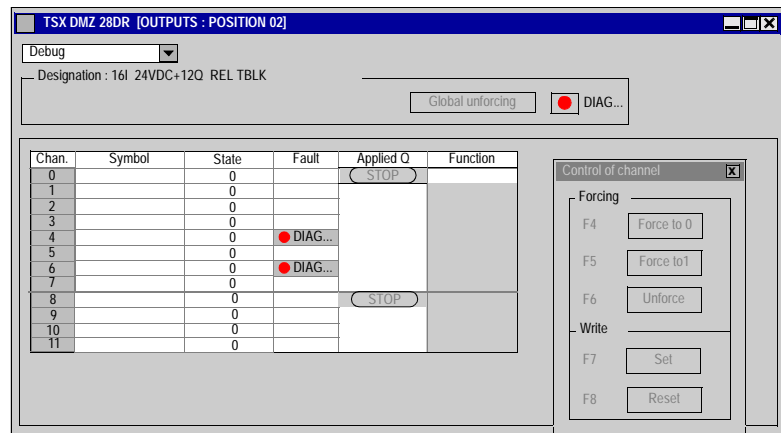 TSX DMZ 28DR [OUTPUTS : POSITION 02]
Debug
Designation : 16I 24VDC+12Q REL TBLK
Global unforcing DIAG...
Chan. Symbol State Fault Applied Q Function
0 0 STOP
1 0
2 0
3 0
4 0 DIAG...
5 0
6 0 DIAG...
7 0
8 0 STOP
9 0
10 0
11 0
Control of channel X
Forcing
F4 Force to 0
F5 Force to1
F6 Unforce
Write
F7 Set
F8 Reset